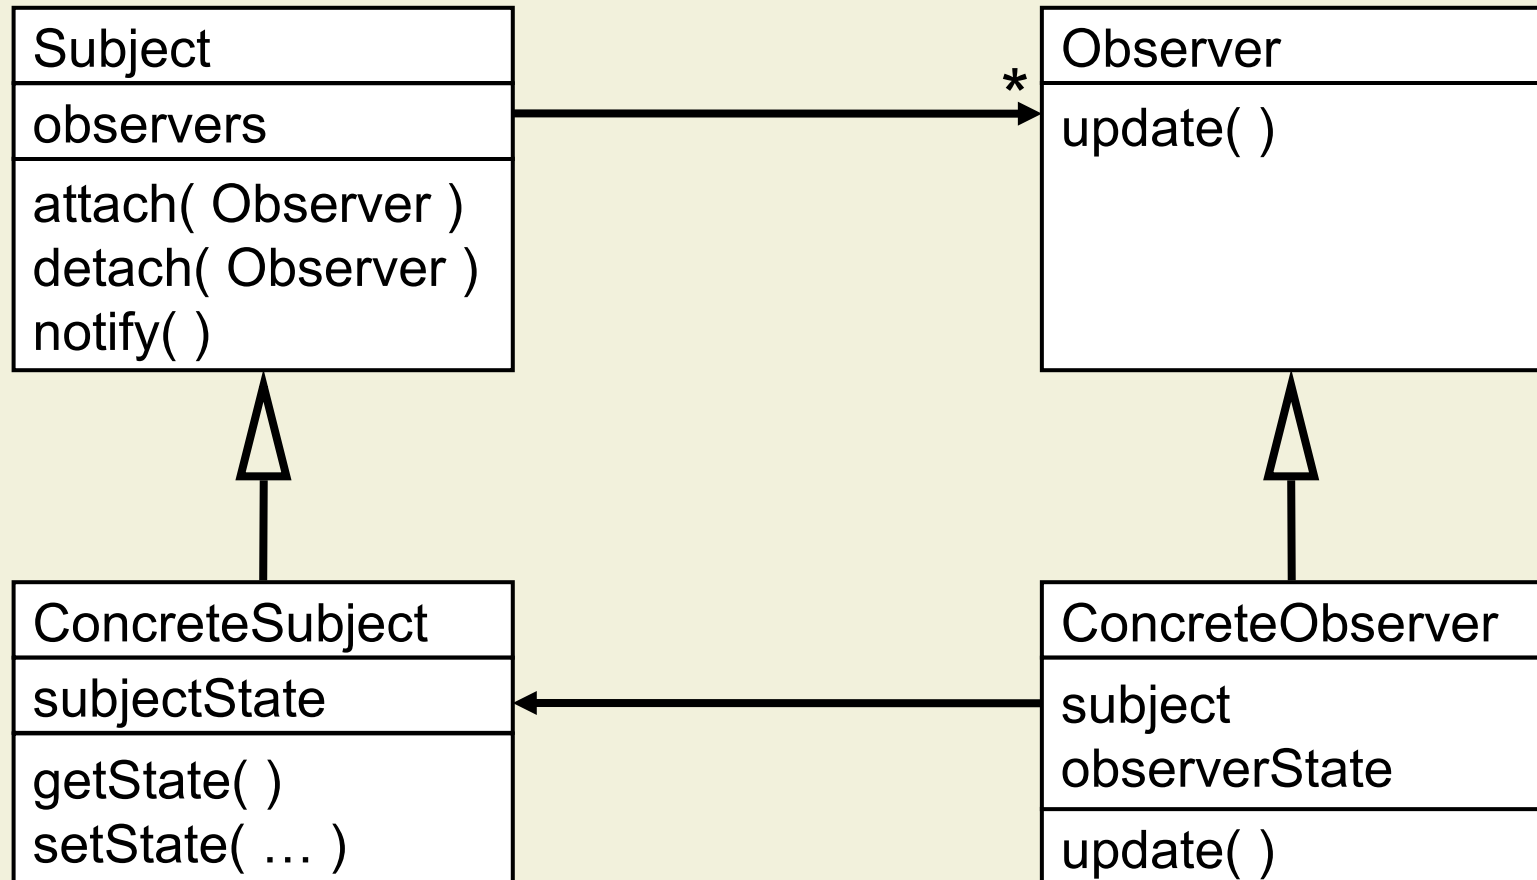 Subject
observers
attach( Observer )
detach( Observer )
notify( )
*
Observer
update( )
ConcreteSubject
subjectState
getState( )
setState( … )
ConcreteObserver
subject
observerState
update( )